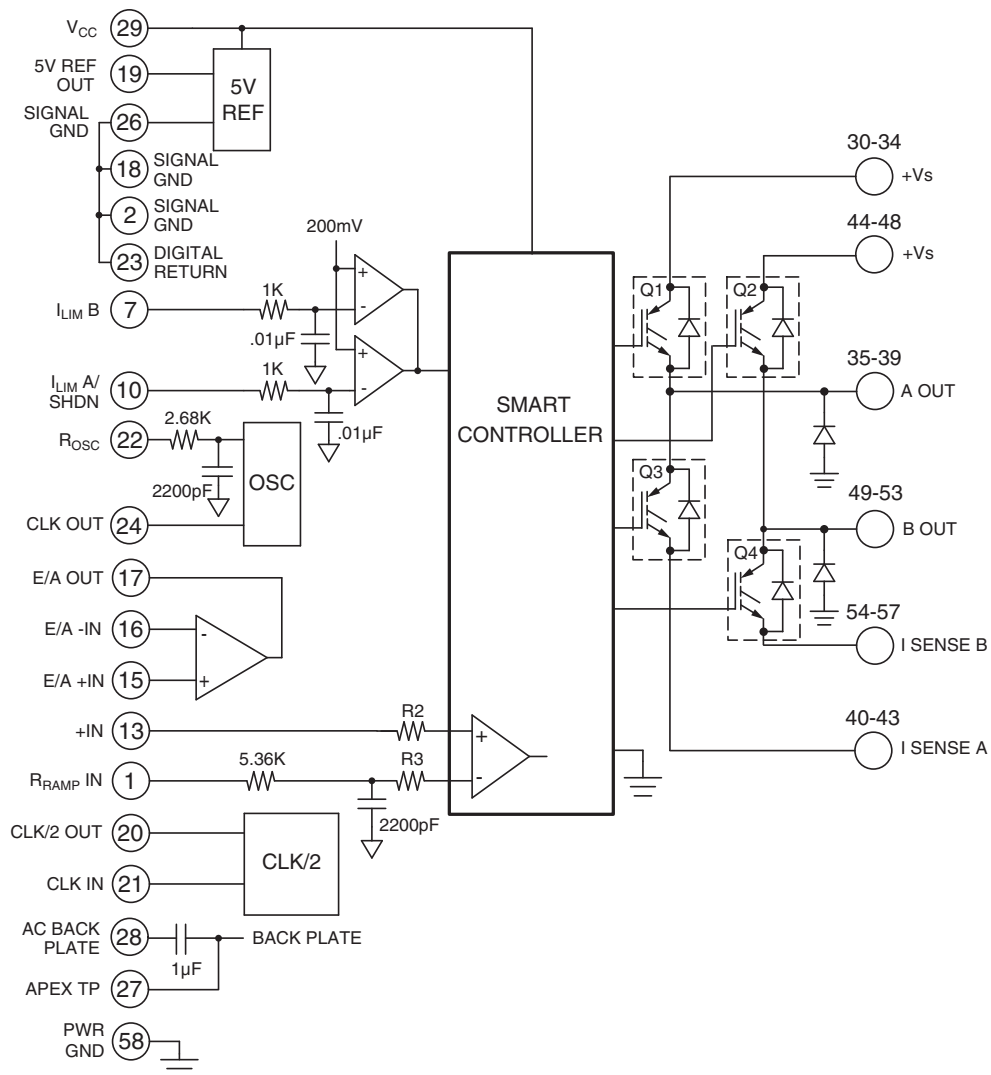 V_CC 29
5V REF
OUT 19
5V
REF
SIGNAL
GND 26
18 SIGNAL
GND
2 SIGNAL
GND
23 DIGITAL
RETURN
200mV
+
-
I_LIM B 7
1K
.01µF
+
-
I_LIM A/
SHDN 10
1K
.01µF
R_OSC 22
2.68K
2200pF
OSC
CLK OUT 24
E/A OUT 17
E/A -IN 16
-
E/A +IN 15
+
+IN 13
R2
+
R_RAMP IN 1
5.36K
R3
-
2200pF
CLK/2 OUT 20
CLK/2
CLK IN 21
AC BACK
PLATE 28
1µF
BACK PLATE
APEX TP 27
PWR
GND 58
SMART
CONTROLLER
30-34
+Vs
44-48
+Vs
Q1
Q2
35-39
A OUT
Q3
49-53
B OUT
Q4
54-57
I SENSE B
40-43
I SENSE A